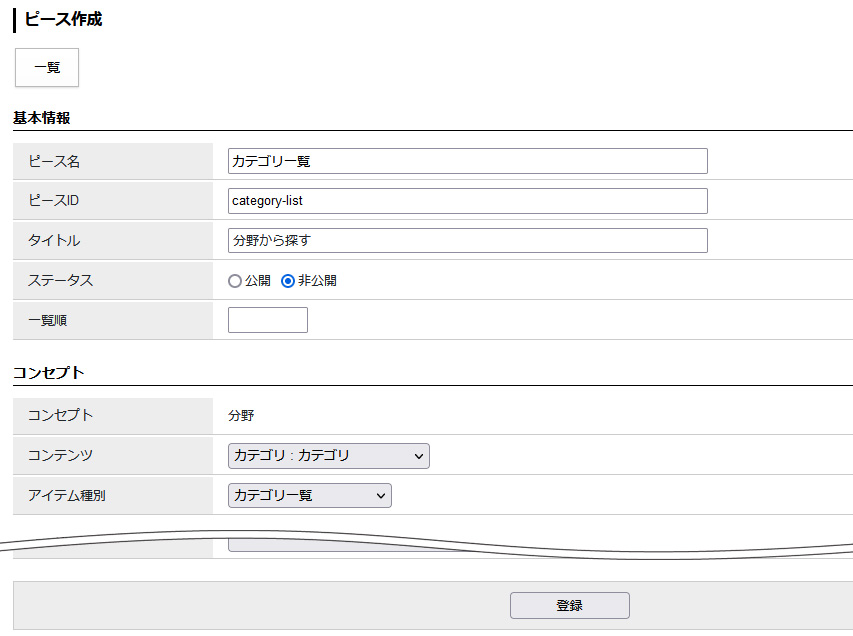 ピース作成
一覧
基本情報
ピース名 カテゴリ一覧
ピースID category-list
タイトル 分野から探す
ステータス 公開 非公開
一覧順
コンセプト
コンセプト 分野
コンテンツ カテゴリ : カテゴリ
アイテム種別 カテゴリ一覧
登録